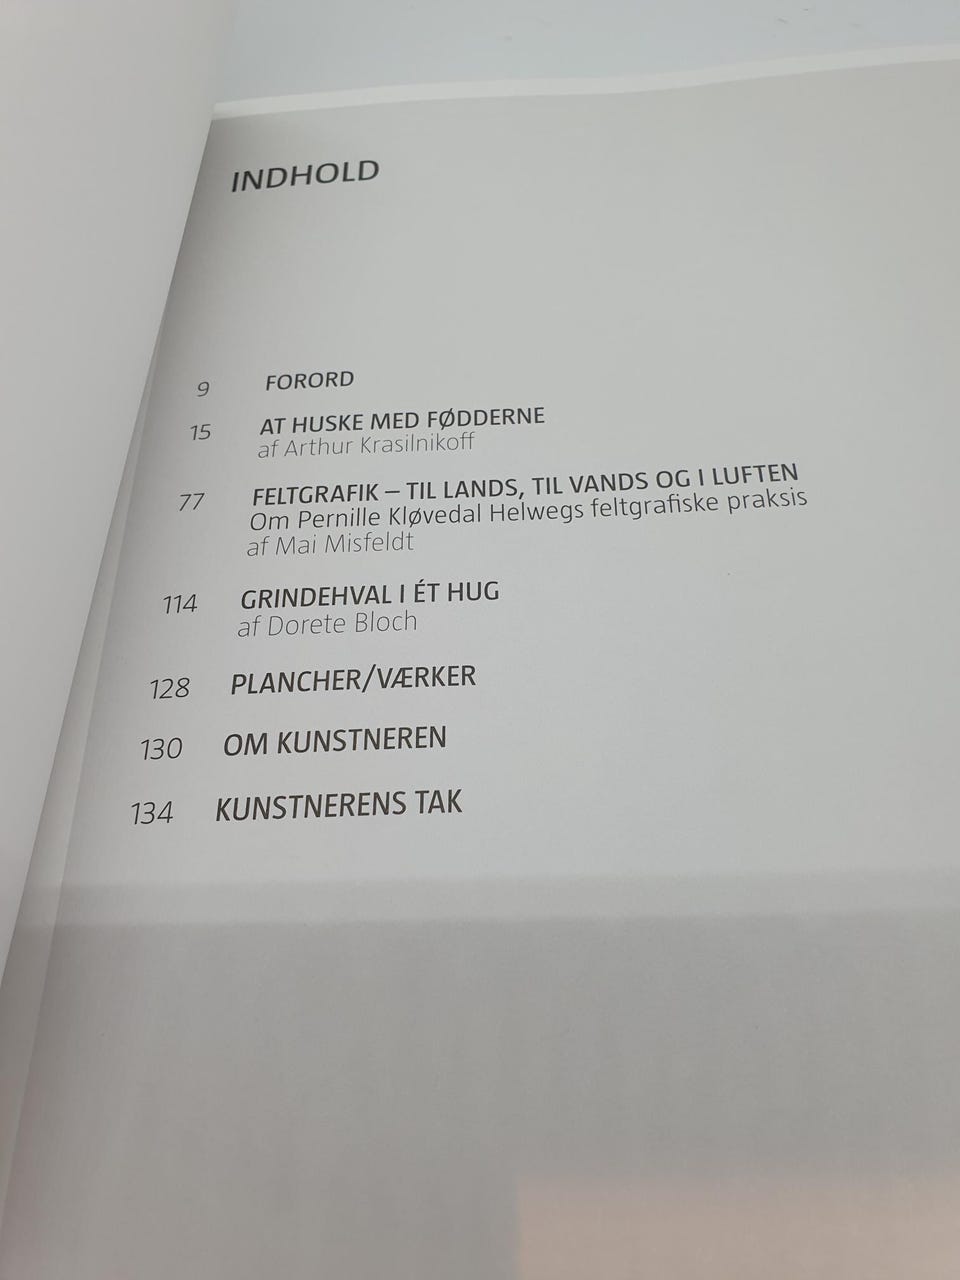 INDHOLD
9 FORORD
15 AT HUSKE MED FØDDERNE
af Arthur Krasilnikoff
77 FELTGRAFIK – TIL LANDS, TIL VANDS OG I LUFTEN
Om Pernille Kløvedal Helwegs feltgrafiske praksis
af Mai Misfeldt
114 GRINDEHVAL I ÉT HUG
af Dorete Bloch
128 PLANCHER/VÆRKER
130 OM KUNSTNEREN
134 KUNSTNERENS TAK